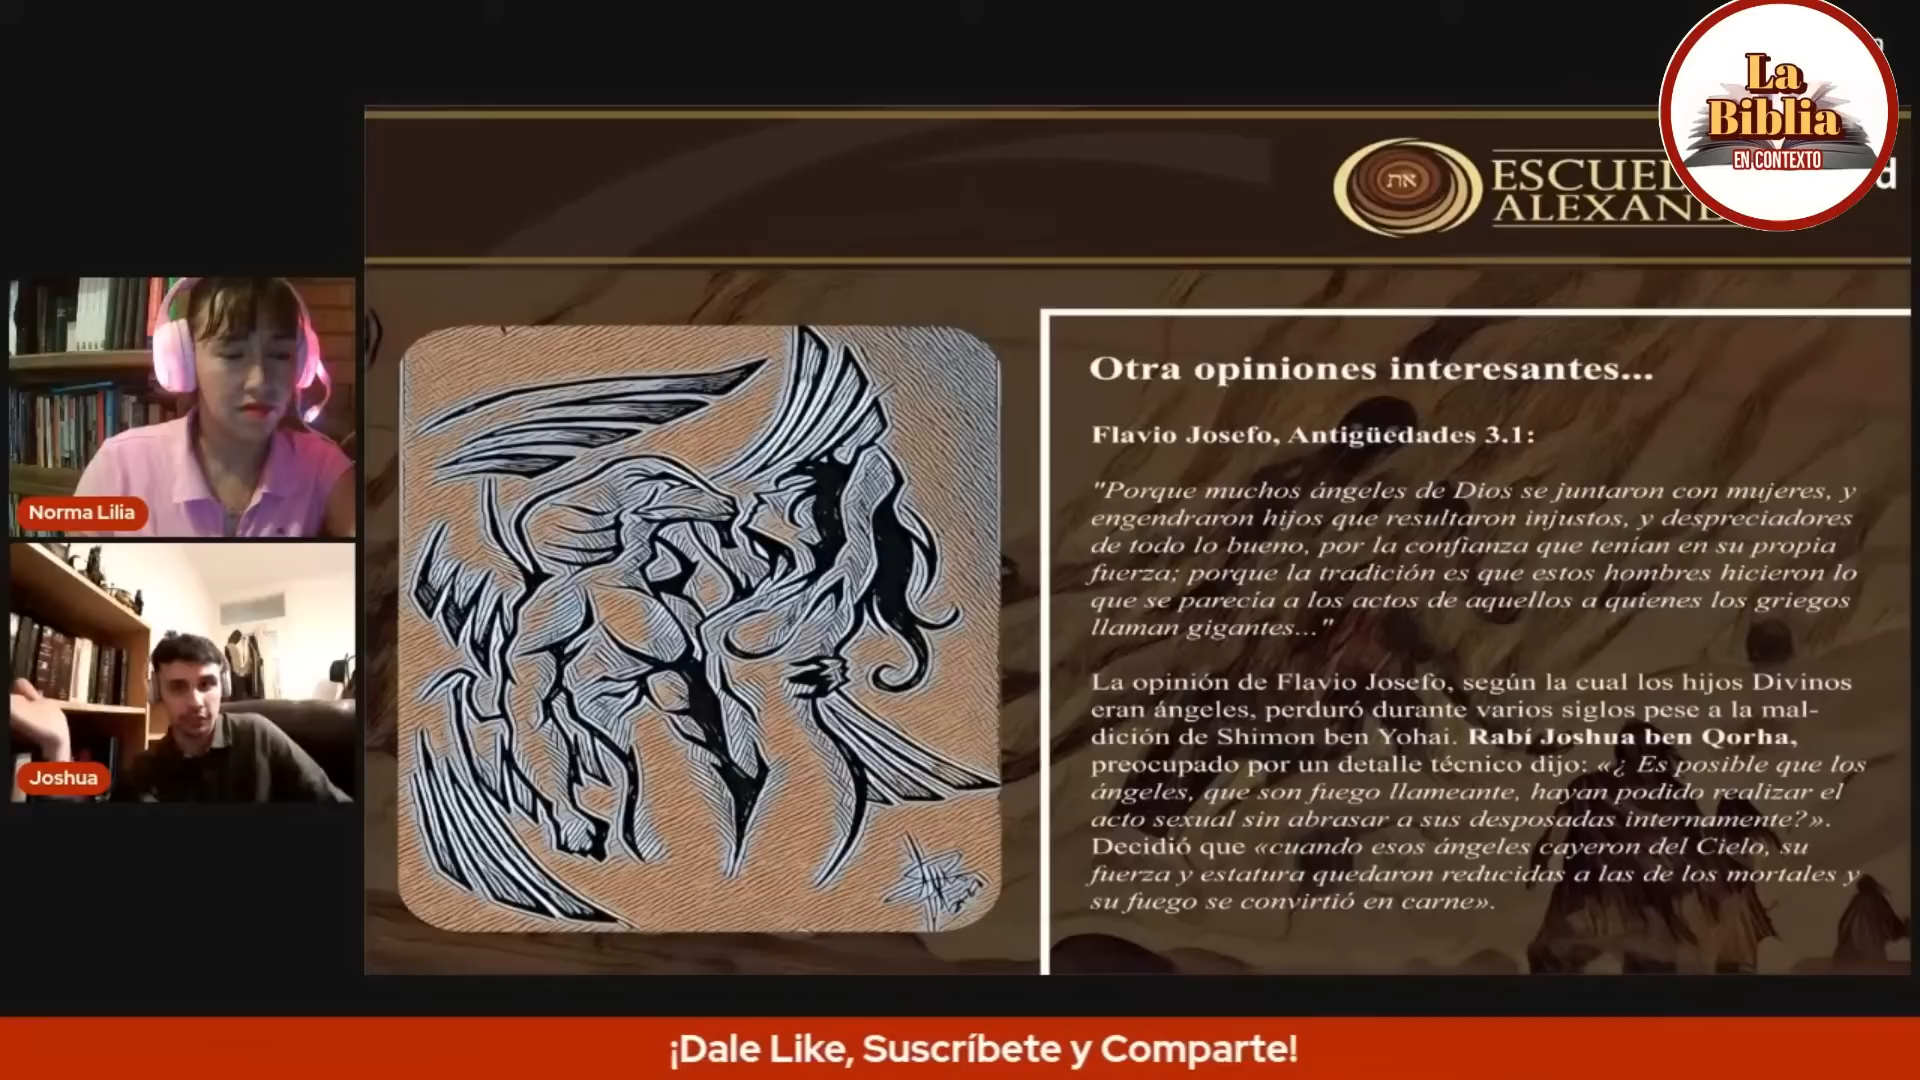 La
Biblia
EN CONTEXTO
את
ESCUEL
ALEXAN
Otra opiniones interesantes...
Flavio Josefo, Antigüedades 3.1:
"Porque muchos ángeles de Dios se juntaron con mujeres, y
engendraron hijos que resultaron injustos, y despreciadores
de todo lo bueno, por la confianza que tenían en su propia
fuerza; porque la tradición es que estos hombres hicieron lo
que se parecía a los actos de aquellos a quienes los griegos
llaman gigantes..."
La opinión de Flavio Josefo, según la cual los hijos Divinos
eran ángeles, perduró durante varios siglos pese a la mal-
dición de Shimon ben Yohai. Rabí Joshua ben Qorha,
preocupado por un detalle técnico dijo: «¿ Es posible que los
ángeles, que son fuego llameante, hayan podido realizar el
acto sexual sin abrasar a sus desposadas internamente?».
Decidió que «cuando esos ángeles cayeron del Cielo, su
fuerza y estatura quedaron reducidas a las de los mortales y
su fuego se convirtió en carne».
Norma Lilia
Joshua
¡Dale Like, Suscríbete y Comparte!